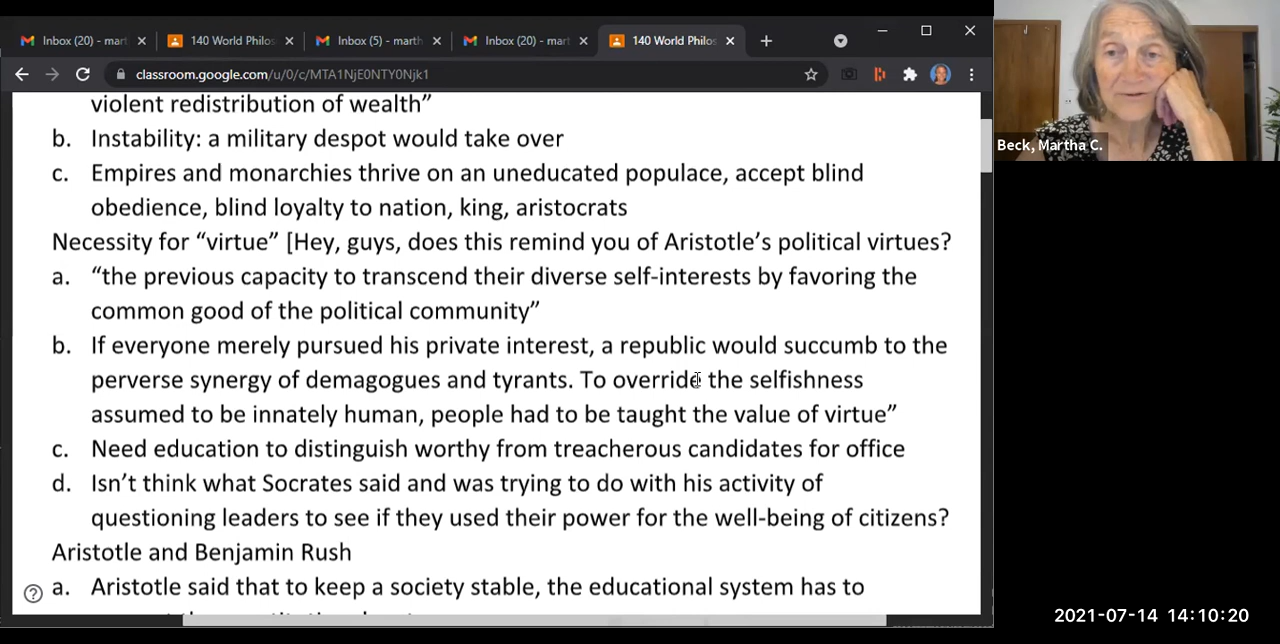 Inbox (20) - mart
140 World Philos
Inbox (5) - marth
Inbox (20) - mart
140 World Philos
classroom.google.com/u/0/c/MTA1NjE0NTY0Njk1
violent redistribution of wealth”
b. Instability: a military despot would take over
c. Empires and monarchies thrive on an uneducated populace, accept blind
obedience, blind loyalty to nation, king, aristocrats
Necessity for “virtue” [Hey, guys, does this remind you of Aristotle’s political virtues?
a. “the previous capacity to transcend their diverse self-interests by favoring the
common good of the political community”
b. If everyone merely pursued his private interest, a republic would succumb to the
perverse synergy of demagogues and tyrants. To override the selfishness
assumed to be innately human, people had to be taught the value of virtue”
c. Need education to distinguish worthy from treacherous candidates for office
d. Isn’t think what Socrates said and was trying to do with his activity of
questioning leaders to see if they used their power for the well-being of citizens?
Aristotle and Benjamin Rush
a. Aristotle said that to keep a society stable, the educational system has to
Beck, Martha C.
2021-07-14 14:10:20